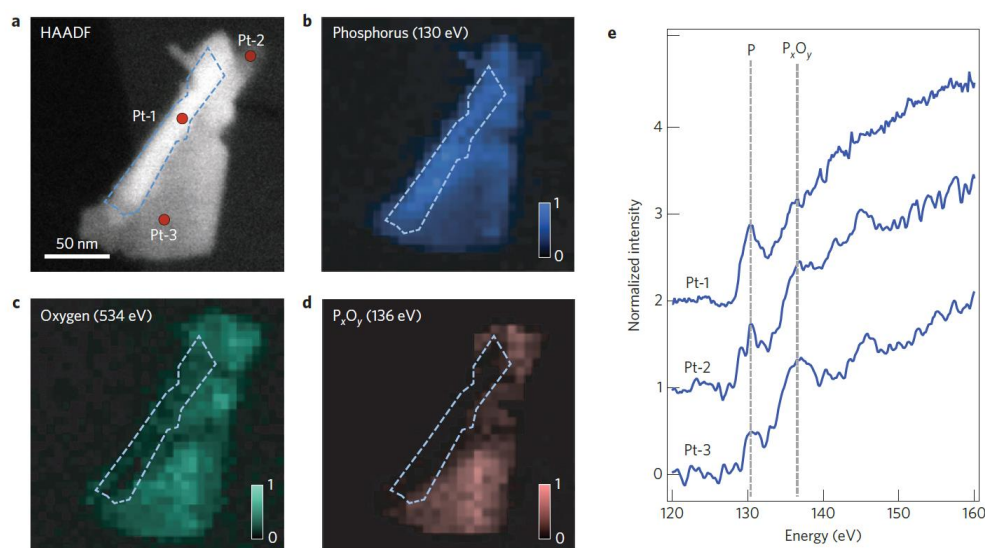 a
HAADF
Pt-2
Pt-1
Pt-3
50 nm
b
Phosphorus (130 eV)
1
0
c
Oxygen (534 eV)
1
0
d
PxOy (136 eV)
1
0
e
P
PxOy
Normalized intensity
4
3
2
1
0
Pt-1
Pt-2
Pt-3
120
130
140
150
160
Energy (eV)